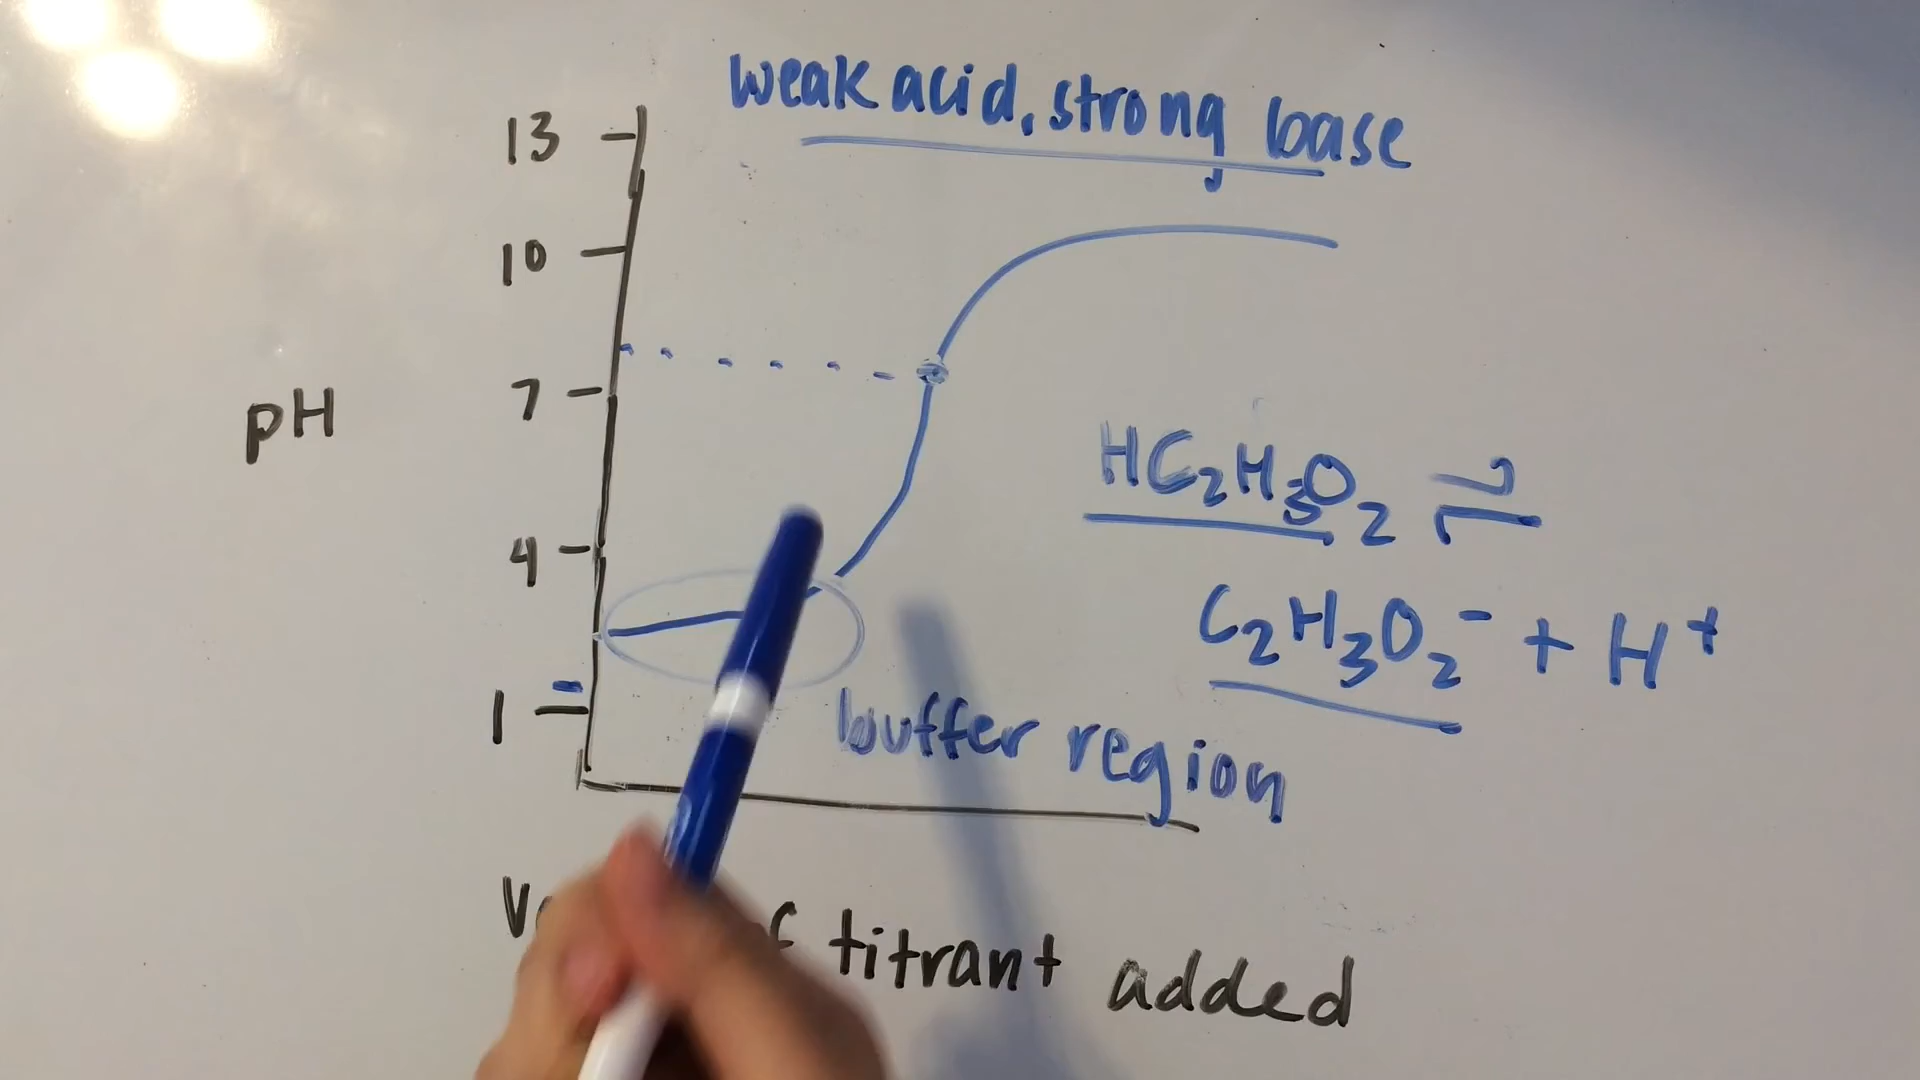 weak acid, strong base
13
10
7
pH
4
1
HC₂H₃O₂ ⇌
C₂H₃O₂⁻ + H⁺
buffer region
titrant added